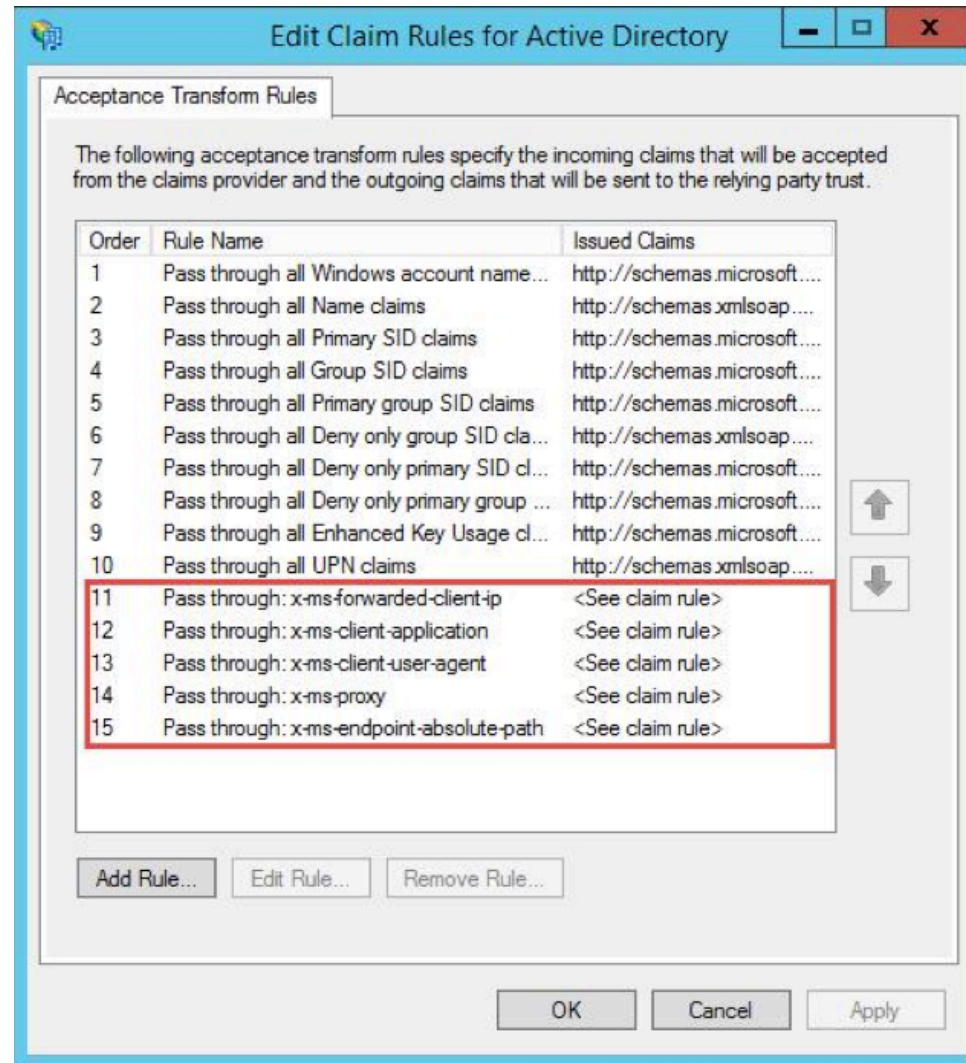 Edit Claim Rules for Active Directory
Acceptance Transform Rules
The following acceptance transform rules specify the incoming claims that will be accepted
from the claims provider and the outgoing claims that will be sent to the relying party trust.
Order Rule Name Issued Claims
1 Pass through all Windows account name... http://schemas.microsoft....
2 Pass through all Name claims http://schemas.xmlsoap....
3 Pass through all Primary SID claims http://schemas.microsoft....
4 Pass through all Group SID claims http://schemas.microsoft....
5 Pass through all Primary group SID claims http://schemas.microsoft....
6 Pass through all Deny only group SID cla... http://schemas.xmlsoap....
7 Pass through all Deny only primary SID cl... http://schemas.microsoft....
8 Pass through all Deny only primary group ... http://schemas.microsoft....
9 Pass through all Enhanced Key Usage cl... http://schemas.microsoft....
10 Pass through all UPN claims http://schemas.xmlsoap....
11 Pass through: x-ms-forwarded-client-ip <See claim rule>
12 Pass through: x-ms-client-application <See claim rule>
13 Pass through: x-ms-client-user-agent <See claim rule>
14 Pass through: x-ms-proxy <See claim rule>
15 Pass through: x-ms-endpoint-absolute-path <See claim rule>
Add Rule... Edit Rule... Remove Rule...
OK Cancel Apply